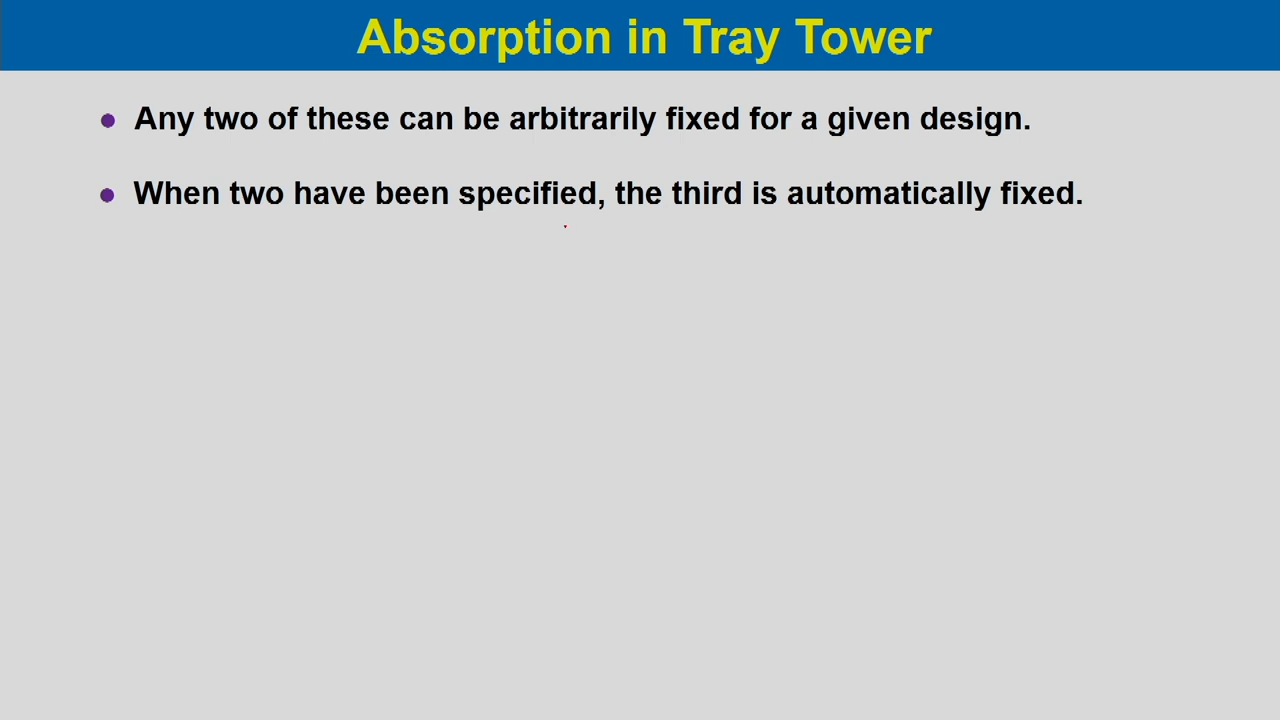 Absorption in Tray Tower
Any two of these can be arbitrarily fixed for a given design.
When two have been specified, the third is automatically fixed.